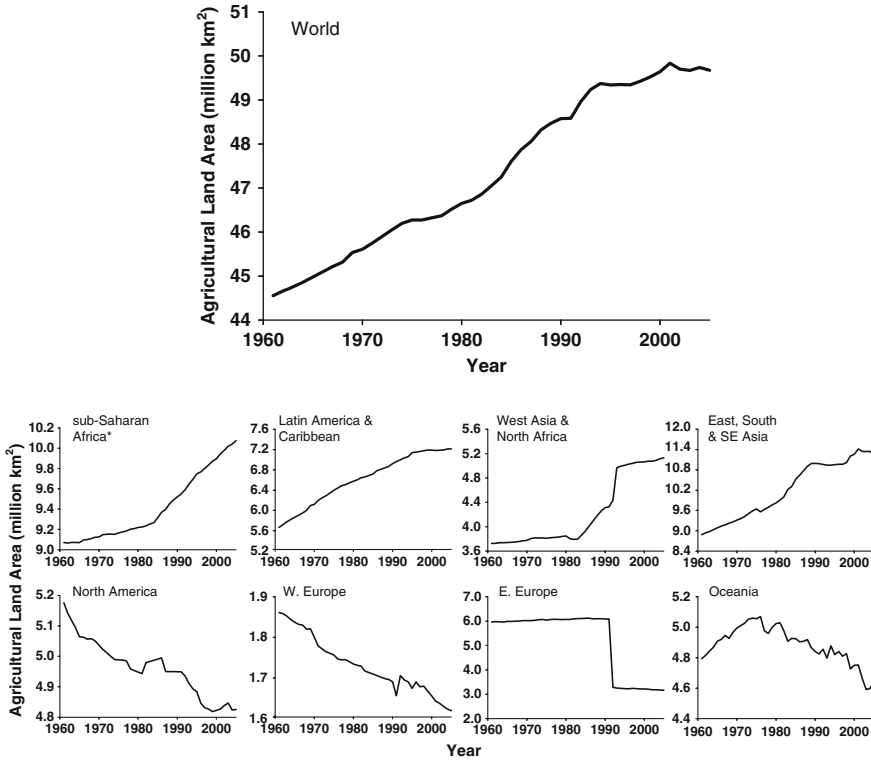 World
Agricultural Land Area (million km²)
51
50
49
48
47
46
45
44
1960 1970 1980 1990 2000
Year
Agricultural Land Area (million km²)
sub-Saharan
Africa*
10.2
10.0
9.8
9.6
9.4
9.2
9.0
1960 1970 1980 1990 2000
Latin America &
Caribbean
7.6
7.2
6.8
6.4
6.0
5.6
5.2
1960 1970 1980 1990 2000
West Asia &
North Africa
5.6
5.2
4.8
4.4
4.0
3.6
1960 1970 1980 1990 2000
East, South
& SE Asia
12.0
11.4
10.8
10.2
9.6
9.0
8.4
1960 1970 1980 1990 2000
North America
5.2
5.1
5.0
4.9
4.8
1960 1970 1980 1990 2000
W. Europe
1.9
1.8
1.7
1.6
1960 1970 1980 1990 2000
E. Europe
7.0
6.0
5.0
4.0
3.0
2.0
1960 1970 1980 1990 2000
Oceania
5.2
5.0
4.8
4.6
4.4
1960 1970 1980 1990 2000
Year